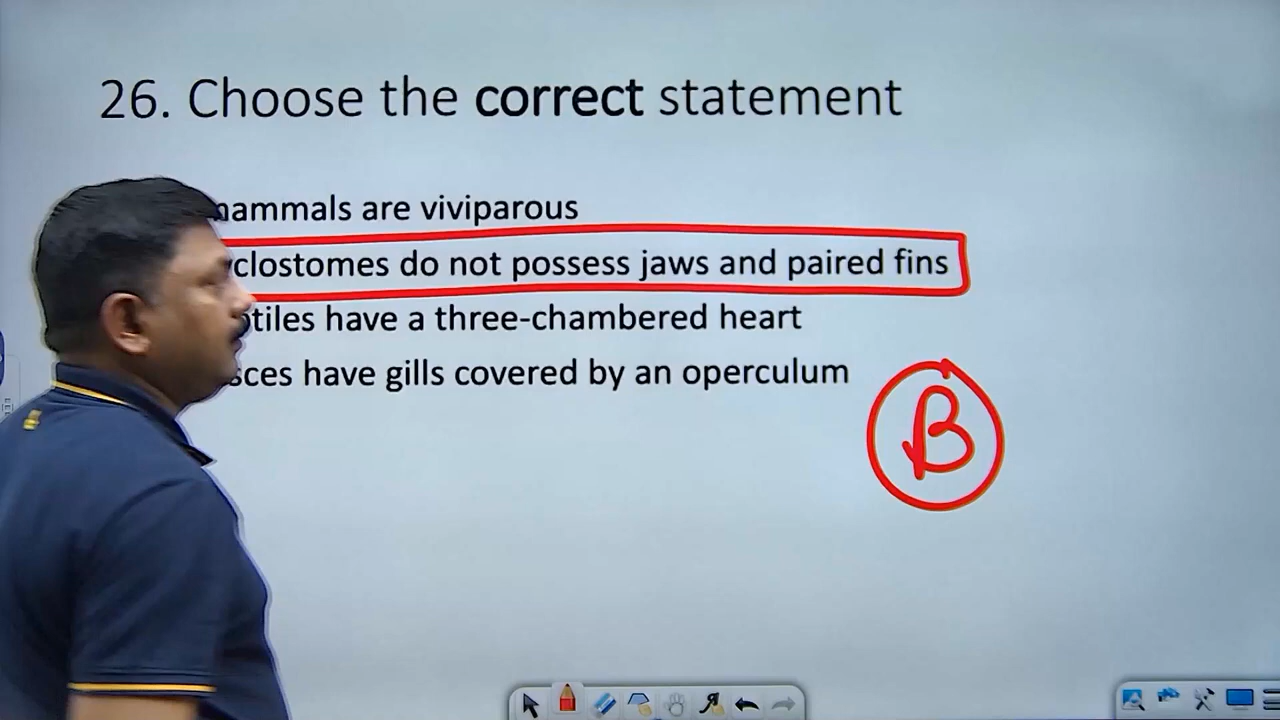 26. Choose the correct statement
mammals are viviparous
clostomes do not possess jaws and paired fins
tiles have a three-chambered heart
sces have gills covered by an operculum
B